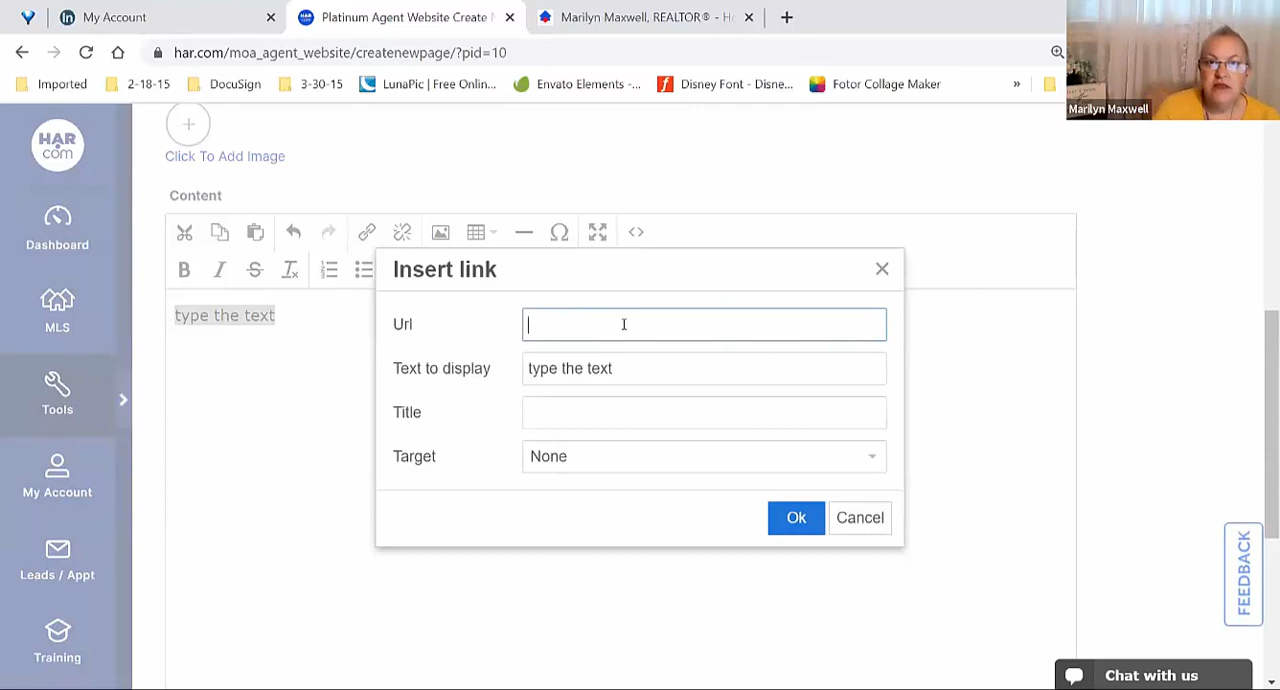 My Account
Platinum Agent Website Create N
Marilyn Maxwell, REALTOR® - Ho
har.com/moa_agent_website/createnewpage/?pid=10
Imported
2-18-15
DocuSign
3-30-15
LunaPic | Free Onlin...
Envato Elements -...
Disney Font - Disne...
Fotor Collage Maker
»
Marilyn Maxwell
HAR
com
Click To Add Image
Content
Dashboard
MLS
Tools
My Account
Leads / Appt
Training
type the text
Insert link
Url
Text to display
type the text
Title
Target
None
Ok
Cancel
FEEDBACK
Chat with us